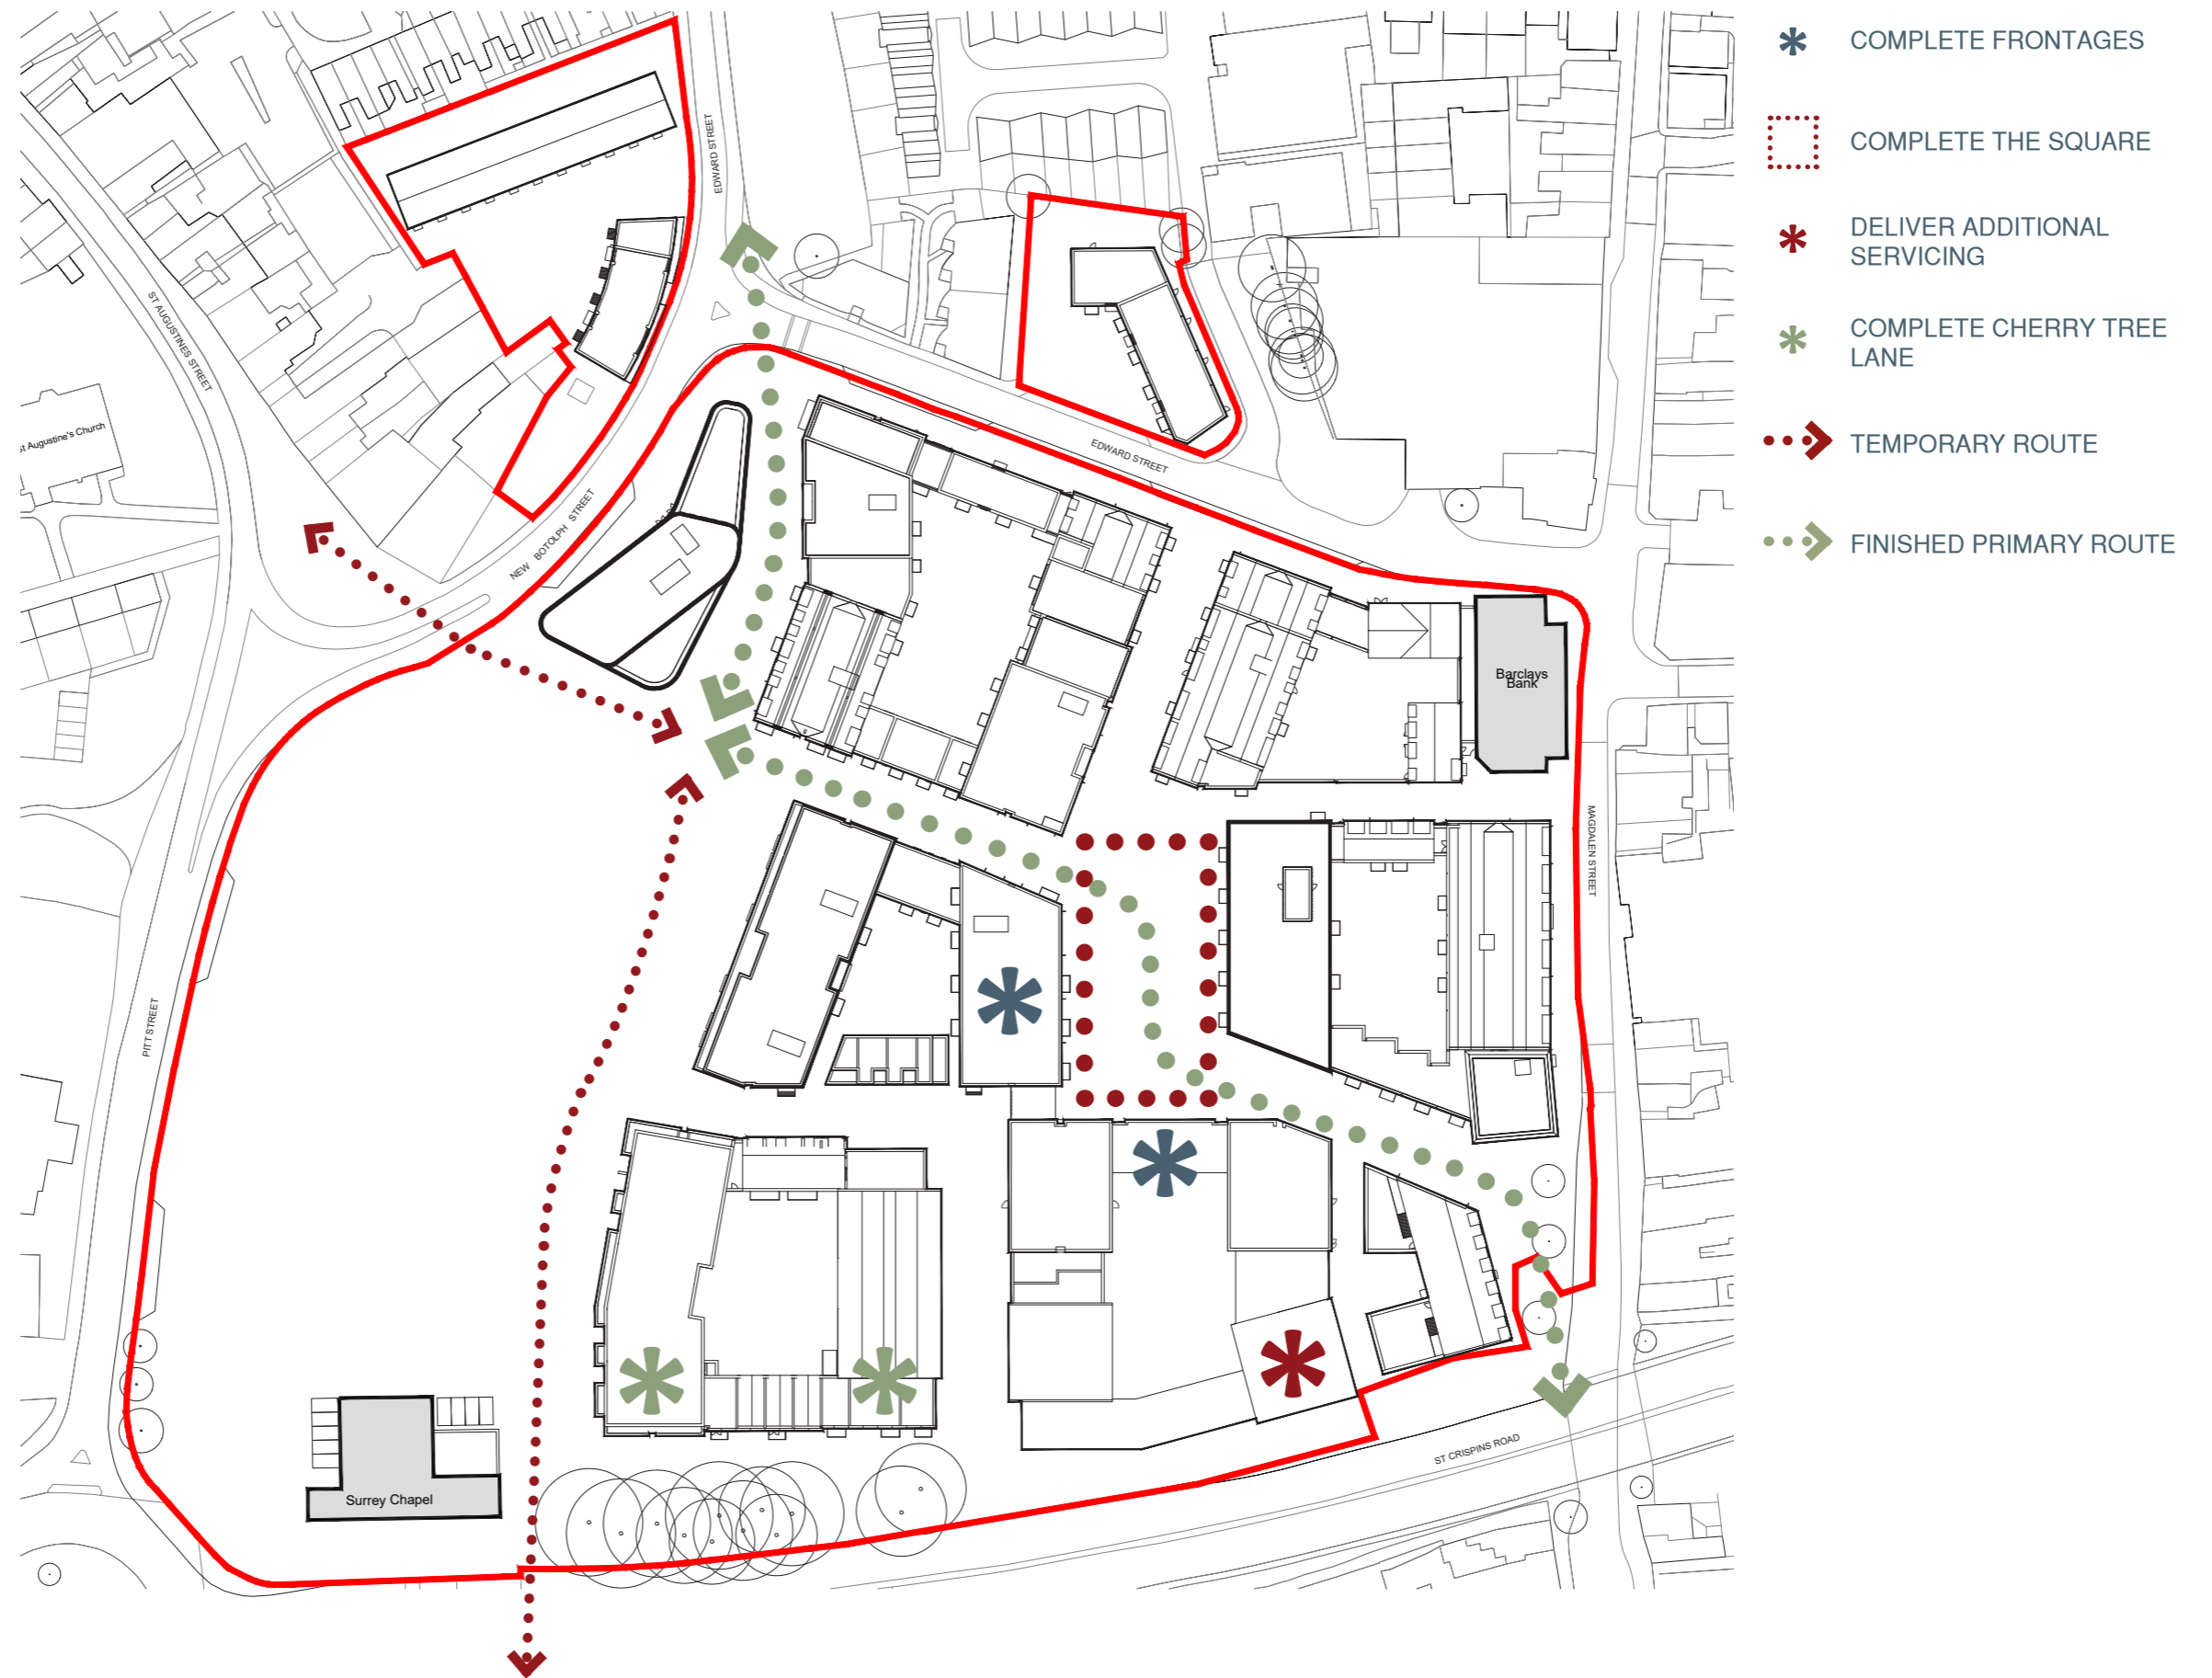 COMPLETE FRONTAGES
COMPLETE THE SQUARE
DELIVER ADDITIONAL
SERVICING
COMPLETE CHERRY TREE
LANE
TEMPORARY ROUTE
FINISHED PRIMARY ROUTE
EDWARD STREET
ST AUGUSTINES STREET
st Augustine's Church
NEW BOTOLPH STREET
EDWARD STREET
Barclays
Bank
MAGDALEN STREET
PITT STREET
ST CRISPINS ROAD
Surrey Chapel